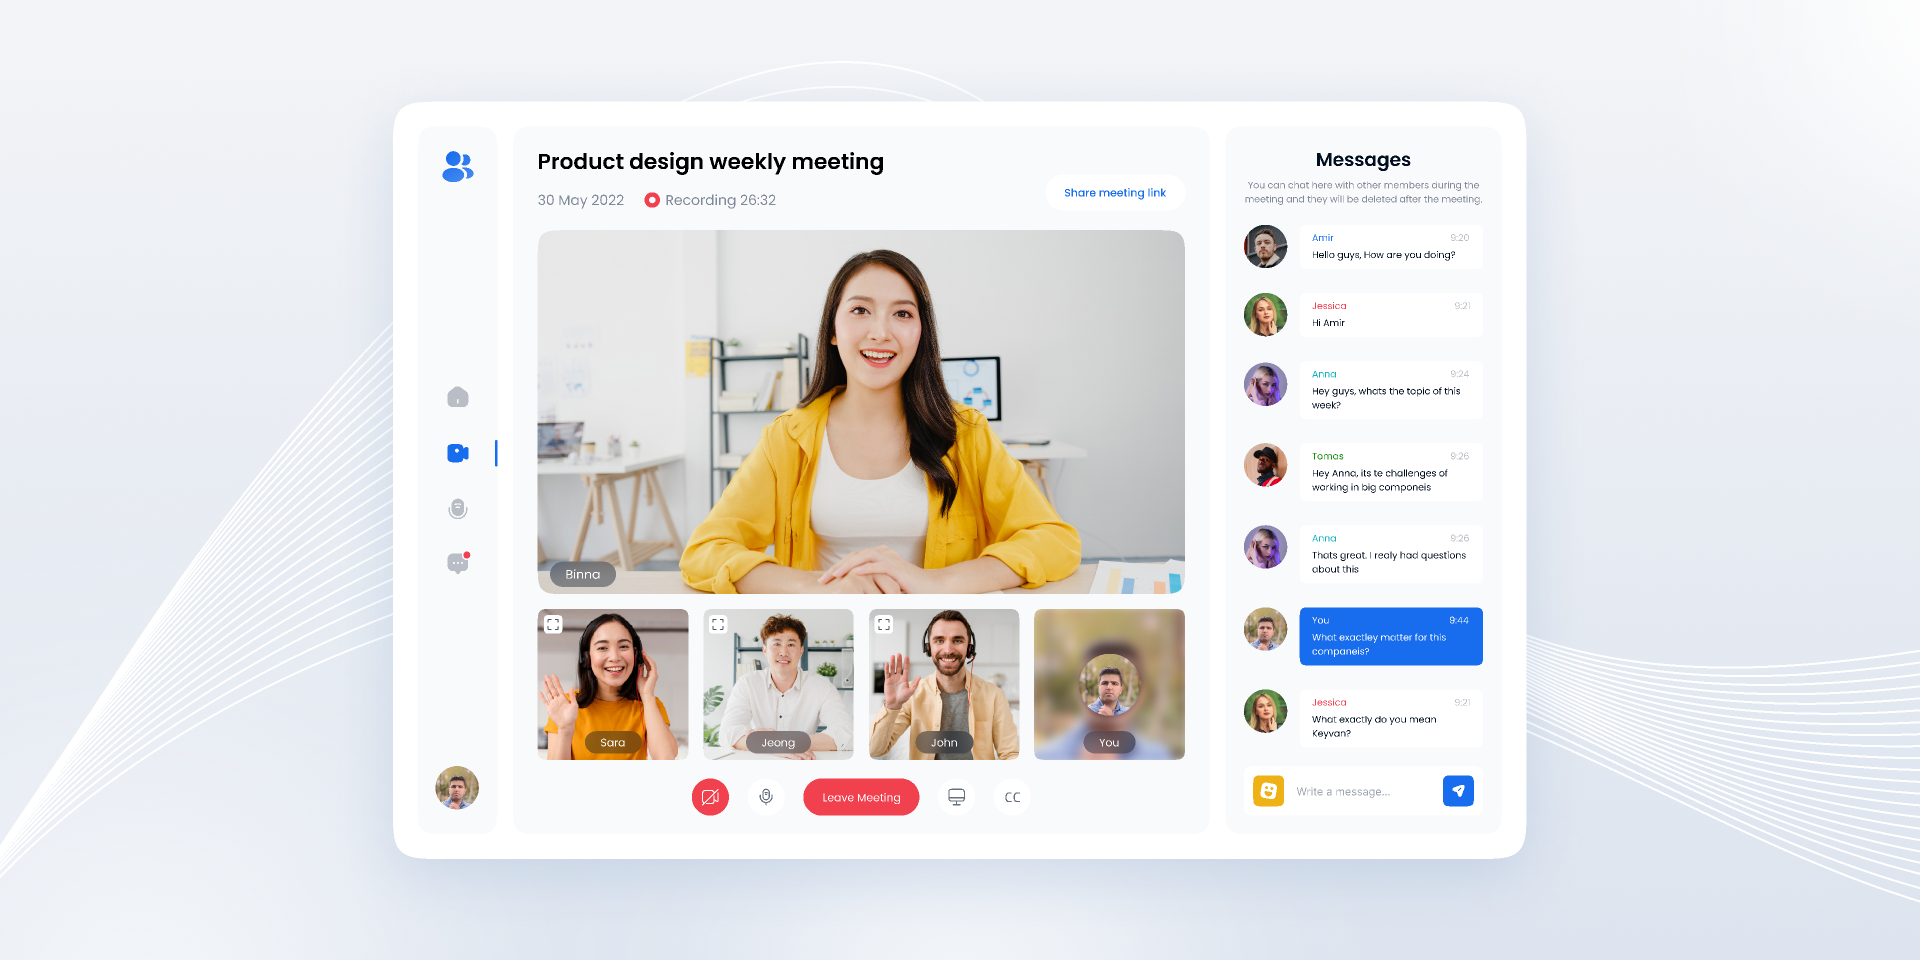 Product design weekly meeting
30 May 2022
Recording 26:32
Share meeting link
Binna
Sara
Jeong
John
You
Leave Meeting
CC
Messages
You can chat here with other members during the
meeting and they will be deleted after the meeting.
Amir 9:20
Hello guys, How are you doing?
Jessica 9:21
Hi Amir
Anna 9:24
Hey guys, whats the topic of this
week?
Tomas 9:26
Hey Anna, its te challenges of
working in big componeis
Anna 9:26
Thats great. I realy had questions
about this
You 9:44
What exactley matter for this
companeis?
Jessica 9:21
What exactly do you mean
Keyvan?
Write a message...